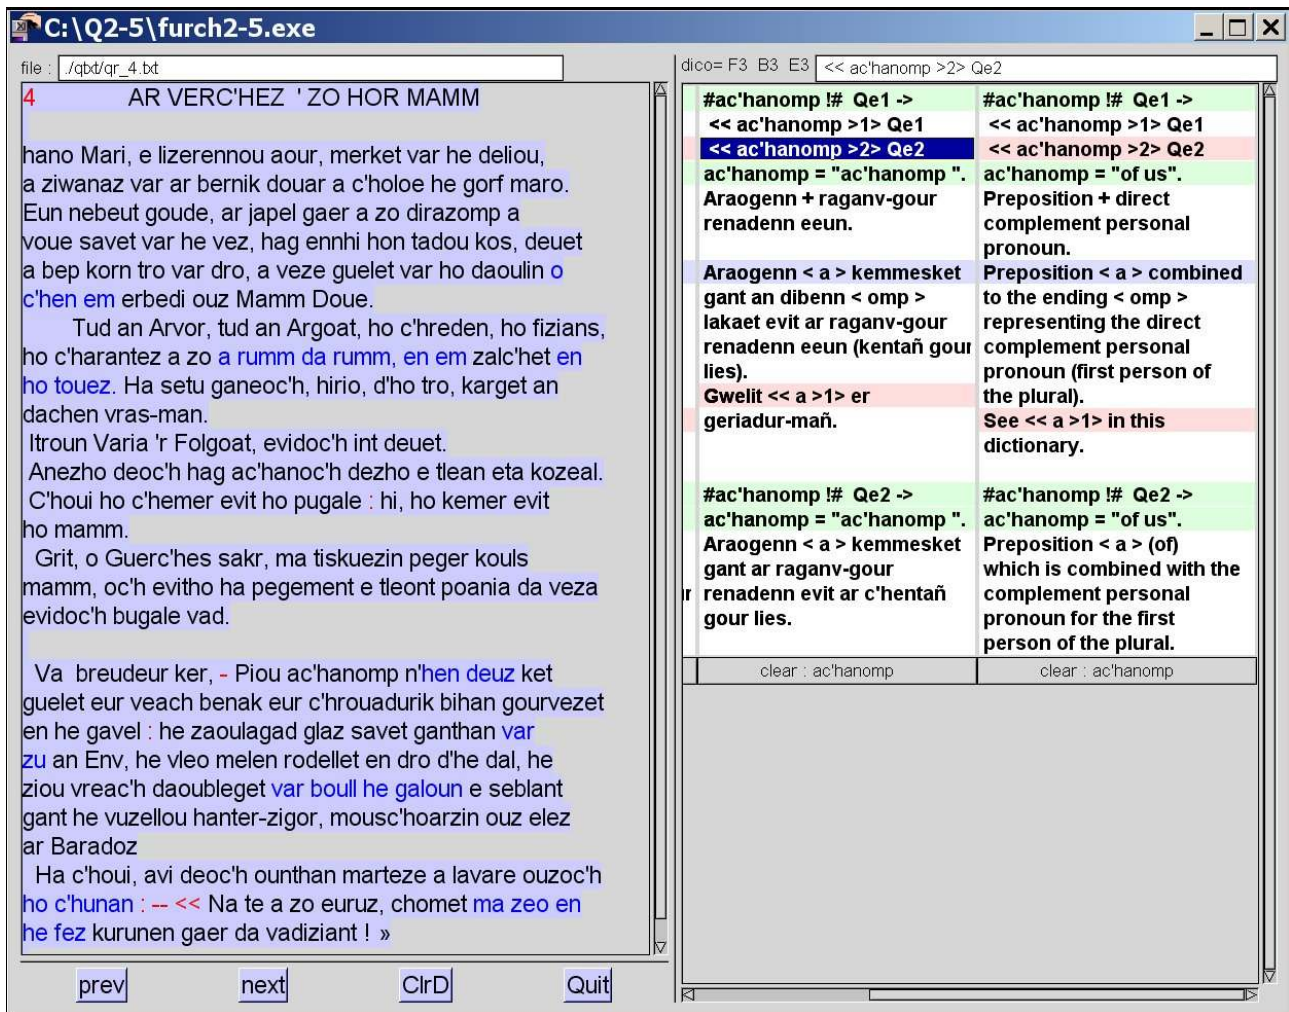 C:\Q2-5\furch2-5.exe
file : ./qtxt/qr_4.txt
4 AR VERC'HEZ ' ZO HOR MAMM
hano Mari, e lizerennou aour, merket var he deliou,
a ziwanaz var ar bernik douar a c'holoe he gorf maro.
Eun nebeut goude, ar japel gaer a zo dirazomp a
voue savet var he vez, hag ennhi hon tadou kos, deuet
a bep korn tro var dro, a veze guelet var ho daoulin o
c'hen em erbedi ouz Mamm Doue.
Tud an Arvor, tud an Argoat, ho c'hreden, ho fizians,
ho c'harantez a zo a rumm da rumm, en em zalc'het en
ho touez. Ha setu ganeoc'h, hirio, d'ho tro, karget an
dachen vras-man.
Itroun Varia 'r Folgoat, evidoc'h int deuet.
Anezho deoc'h hag ac'hanoc'h dezho e tlean eta kozeal.
C'houi ho c'hemer evit ho pugale : hi, ho kemer evit
ho mamm.
Grit, o Guerc'hes sakr, ma tiskuezin peger kouls
mamm, oc'h evitho ha pegement e tleont poania da veza
evidoc'h bugale vad.
Va breudeur ker, - Piou ac'hanomp n'hen deuz ket
guelet eur veach benak eur c'hrouadurik bihan gourvezet
en he gavel : he zaoulagad glaz savet ganthan var
zu an Env, he vleo melen rodellet en dro d'he dal, he
ziou vreac'h daoubleget var boull he galoun e seblant
gant he vuzellou hanter-zigor, mousc'hoarzin ouz elez
ar Baradoz
Ha c'houi, avi deoc'h ounthan marteze a lavare ouzoc'h
ho c'hunan : -- << Na te a zo euruz, chomet ma zeo en
he fez kurunen gaer da vadiziant ! »
prev next ClrD Quit
dico= F3 B3 E3 << ac'hanomp >2> Qe2
#ac'hanomp !# Qe1 ->
<< ac'hanomp >1> Qe1
<< ac'hanomp >2> Qe2
ac'hanomp = "ac'hanomp ".
Araogenn + raganv-gour
renadenn eeun.
Araogenn < a > kemmesket
gant an dibenn < omp >
lakaet evit ar raganv-gour
renadenn eeun (kentañ gour
lies).
Gwelit << a >1> er
geriadur-mañ.
#ac'hanomp !# Qe2 ->
ac'hanomp = "ac'hanomp ".
Araogenn < a > kemmesket
gant ar raganv-gour
renadenn evit ar c'hentañ
gour lies.
clear : ac'hanomp
#ac'hanomp !# Qe1 ->
<< ac'hanomp >1> Qe1
<< ac'hanomp >2> Qe2
ac'hanomp = "of us".
Preposition + direct
complement personal
pronoun.
Preposition < a > combined
to the ending < omp >
representing the direct
complement personal
pronoun (first person of
the plural).
See << a >1> in this
dictionary.
#ac'hanomp !# Qe2 ->
ac'hanomp = "of us".
Preposition < a > (of)
which is combined with the
complement personal
pronoun for the first
person of the plural.
clear : ac'hanomp